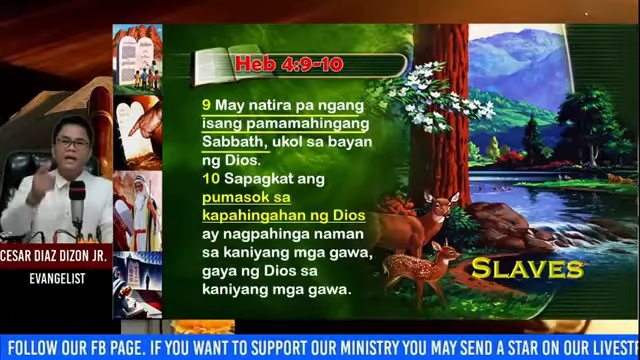 Heb 4:9-10
9 May natira pa ngang
isang pamamahingang
Sabbath, ukol sa bayan
ng Dios.
10 Sapagkat ang
pumasok sa
kapahingahan ng Dios
ay nagpahinga naman
sa kaniyang mga gawa,
gaya ng Dios sa
kaniyang mga gawa.
SLAVES
CESAR DIAZ DIZON JR.
EVANGELIST
FOLLOW OUR FB PAGE. IF YOU WANT TO SUPPORT OUR MINISTRY YOU MAY SEND A STAR ON OUR LIVEST